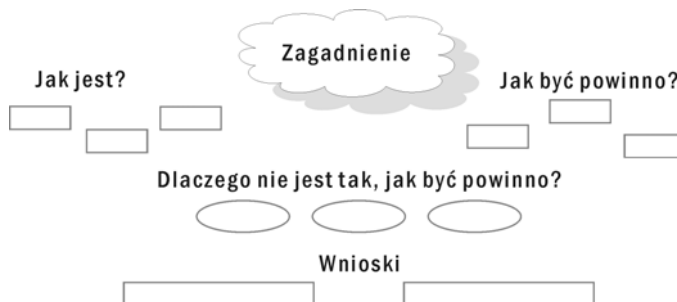 Zagadnienie
Jak jest?
Jak być powinno?
Dlaczego nie jest tak, jak być powinno?
Wnioski